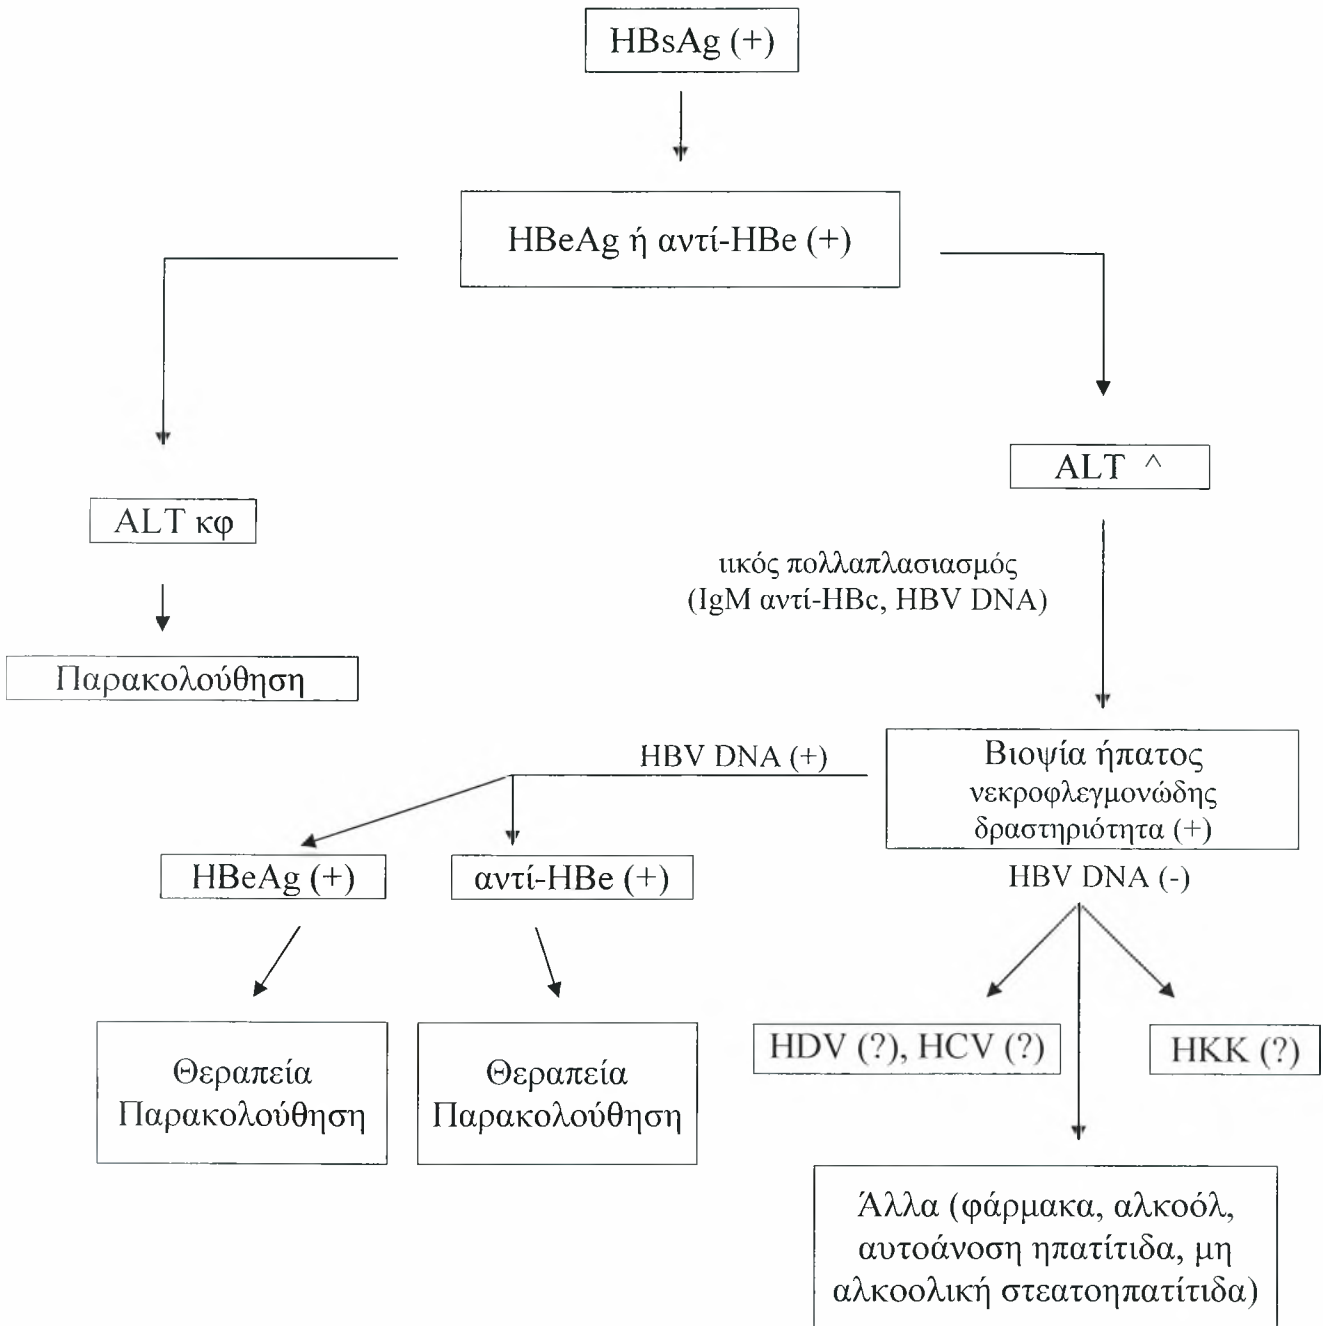 HBsAg (+)
HBeAg ή αντί-HBe (+)
ALT ^
ALT κφ
ιικός πολλαπλασιασμός
(IgM αντί-HBc, HBV DNA)
Παρακολούθηση
HBV DNA (+)
Βιοψία ήπατος
νεκροφλεγμονώδης
δραστηριότητα (+)
HBeAg (+)
αντί-HBe (+)
HBV DNA (-)
Θεραπεία
Παρακολούθηση
Θεραπεία
Παρακολούθηση
HDV (?), HCV (?)
HKK (?)
Άλλα (φάρμακα, αλκοόλ,
αυτοάνοση ηπατίτιδα, μη
αλκοολική στεατοηπατίτιδα)